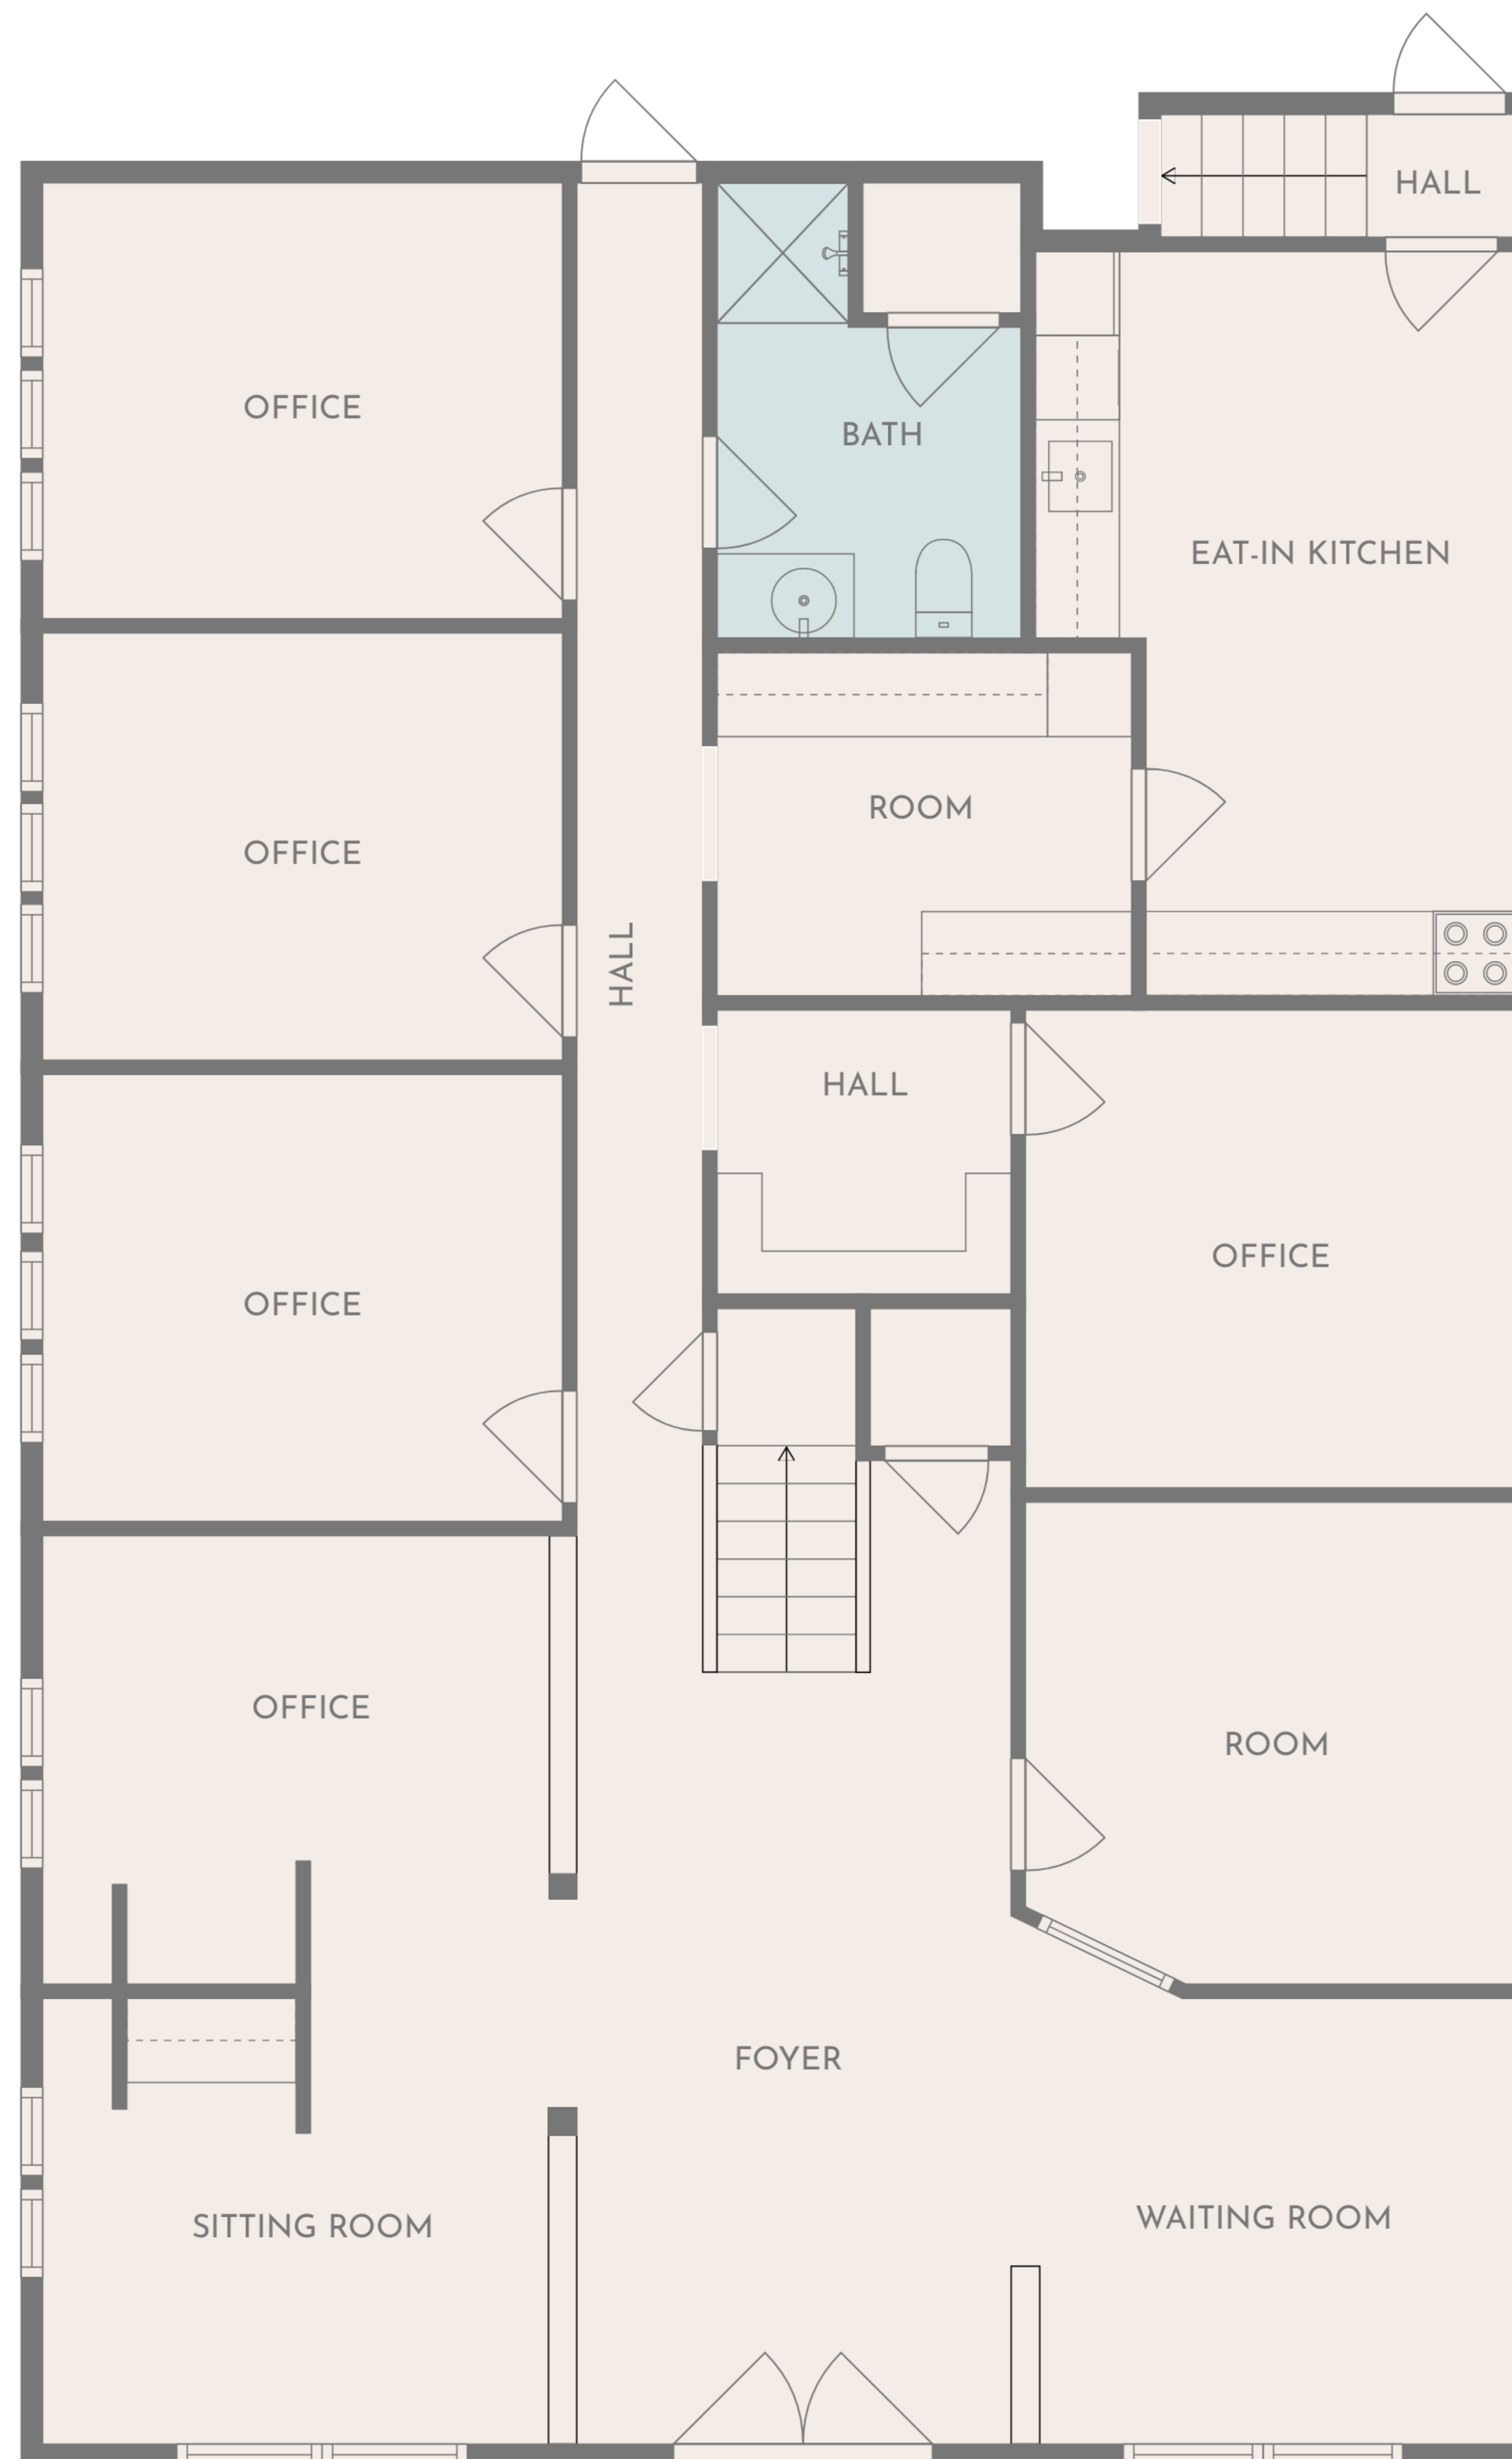 HALL
OFFICE
BATH
EAT-IN KITCHEN
ROOM
OFFICE
HALL
HALL
OFFICE
OFFICE
OFFICE
ROOM
FOYER
SITTING ROOM
WAITING ROOM